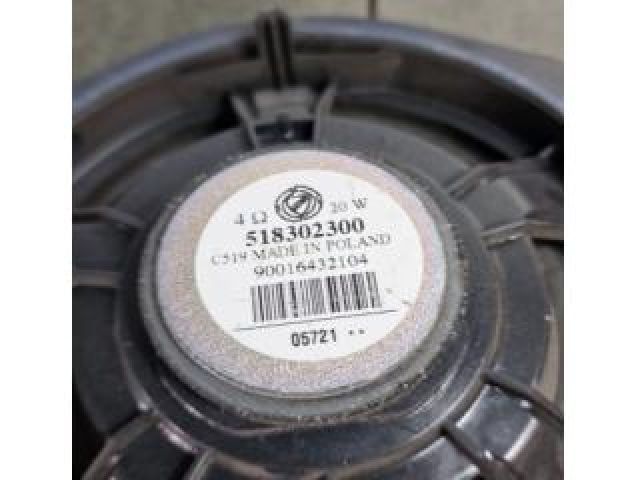 4 Ω 20 W
518302300
C519 MADE IN POLAND
90016432104
05721 **